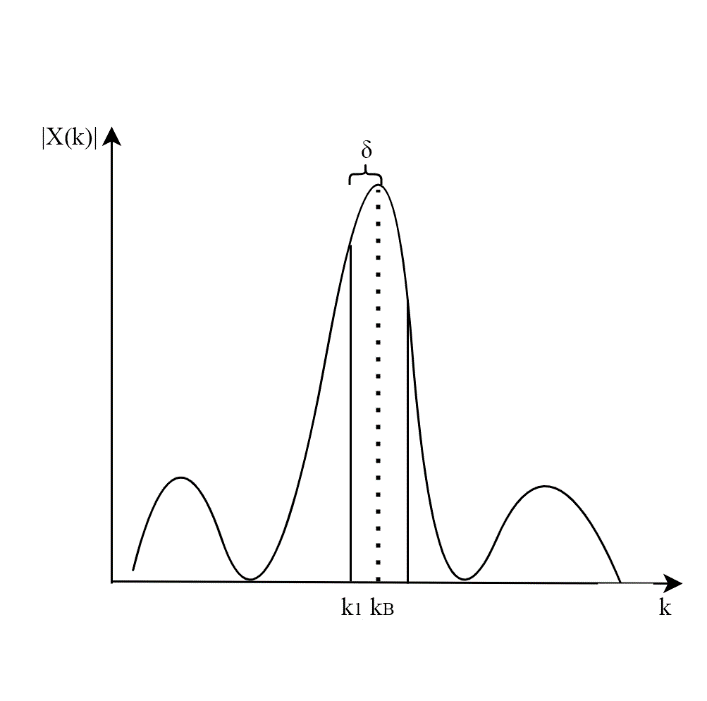 |X(k)|
δ
k1 kB
k